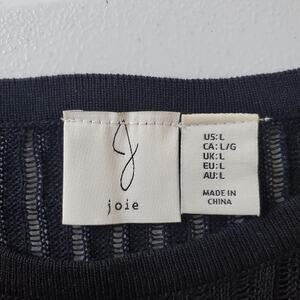 J
joie
US:L
CA: L/G
UK:L
EU:L
AU:L
MADE IN
CHINA